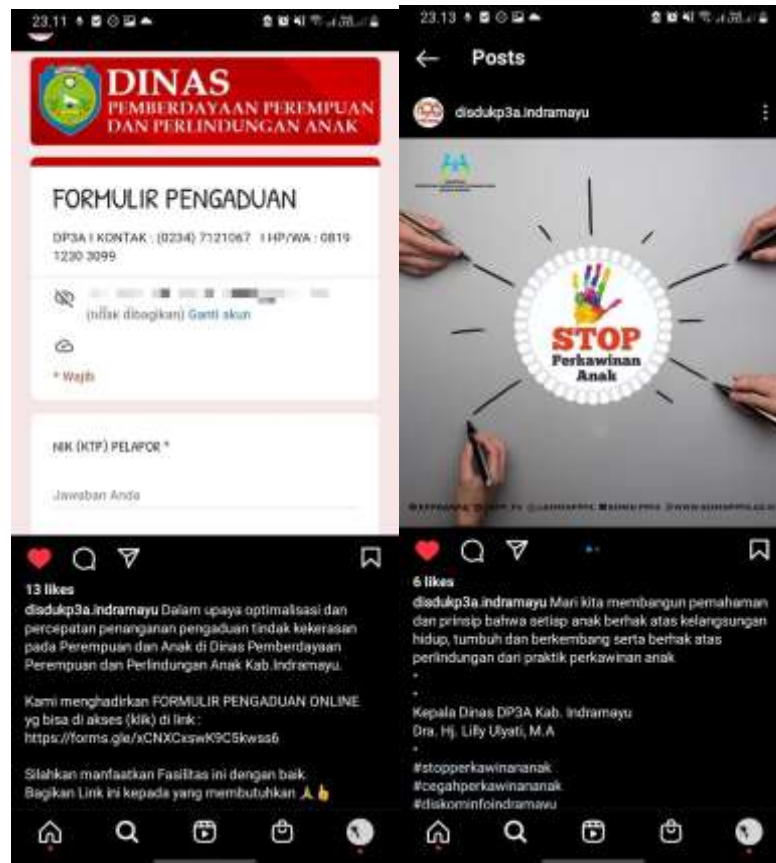 23.11
DINAS
PEMBERDAYAAN PEREMPUAN
DAN PERLINDUNGAN ANAK
FORMULIR PENGADUAN
DP3A I KONTAK : (0234) 7121067 I HP/WA : 0819
1230 3099
(tidak dibagikan) Ganti akun
* Wajib
NIK (KTP) PELAPOR *
Jawaban Anda
13 likes
disdukp3a.indramayu Dalam upaya optimalisasi dan
percepatan penanganan pengaduan tindak kekerasan
pada Perempuan dan Anak di Dinas Pemberdayaan
Perempuan dan Perlindungan Anak Kab.Indramayu.
Kami menghadirkan FORMULIR PENGADUAN ONLINE
yg bisa di akses (klik) di link :
https://forms.gle/xCNXCxswK9C5kwss6
Silahkan manfaatkan Fasilitas ini dengan baik
Bagikan Link ini kepada yang membutuhkan
23.13
Posts
disdukp3a.indramayu
STOP
Perkawinan
Anak
6 likes
disdukp3a.indramayu Mari kita membangun pemahaman
dan prinsip bahwa setiap anak berhak atas kelangsungan
hidup, tumbuh dan berkembang serta berhak atas
perlindungan dari praktik perkawinan anak
Kepala Dinas DP3A Kab. Indramayu
Dra. Hj. Lilly Ulyati, M.A
#stopperkawinananak
#cegahperkawinananak
#diskominfoindramayu